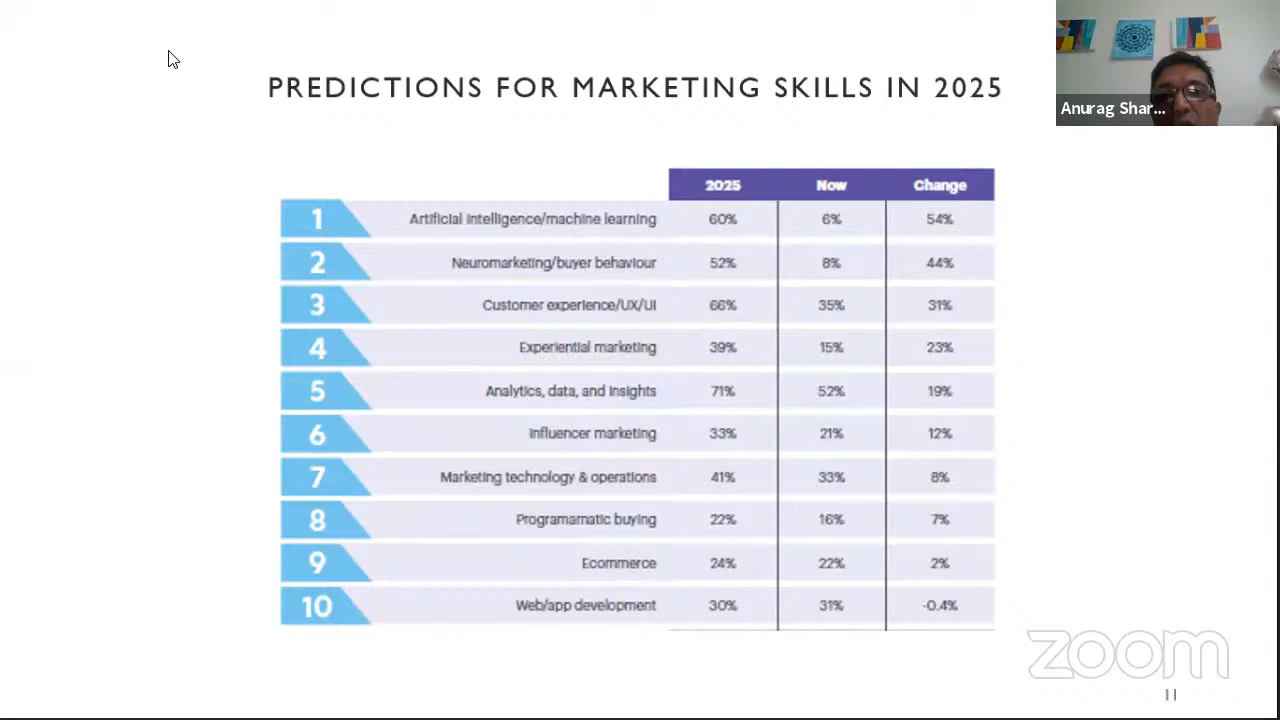 Anurag Shar...
PREDICTIONS FOR MARKETING SKILLS IN 2025
2025 Now Change
1 Artificial intelligence/machine learning 60% 6% 54%
2 Neuromarketing/buyer behaviour 52% 8% 44%
3 Customer experience/UX/UI 66% 35% 31%
4 Experiential marketing 39% 15% 23%
5 Analytics, data, and insights 71% 52% 19%
6 Influencer marketing 33% 21% 12%
7 Marketing technology & operations 41% 33% 8%
8 Programamatic buying 22% 16% 7%
9 Ecommerce 24% 22% 2%
10 Web/app development 30% 31% -0.4%
zoom
11